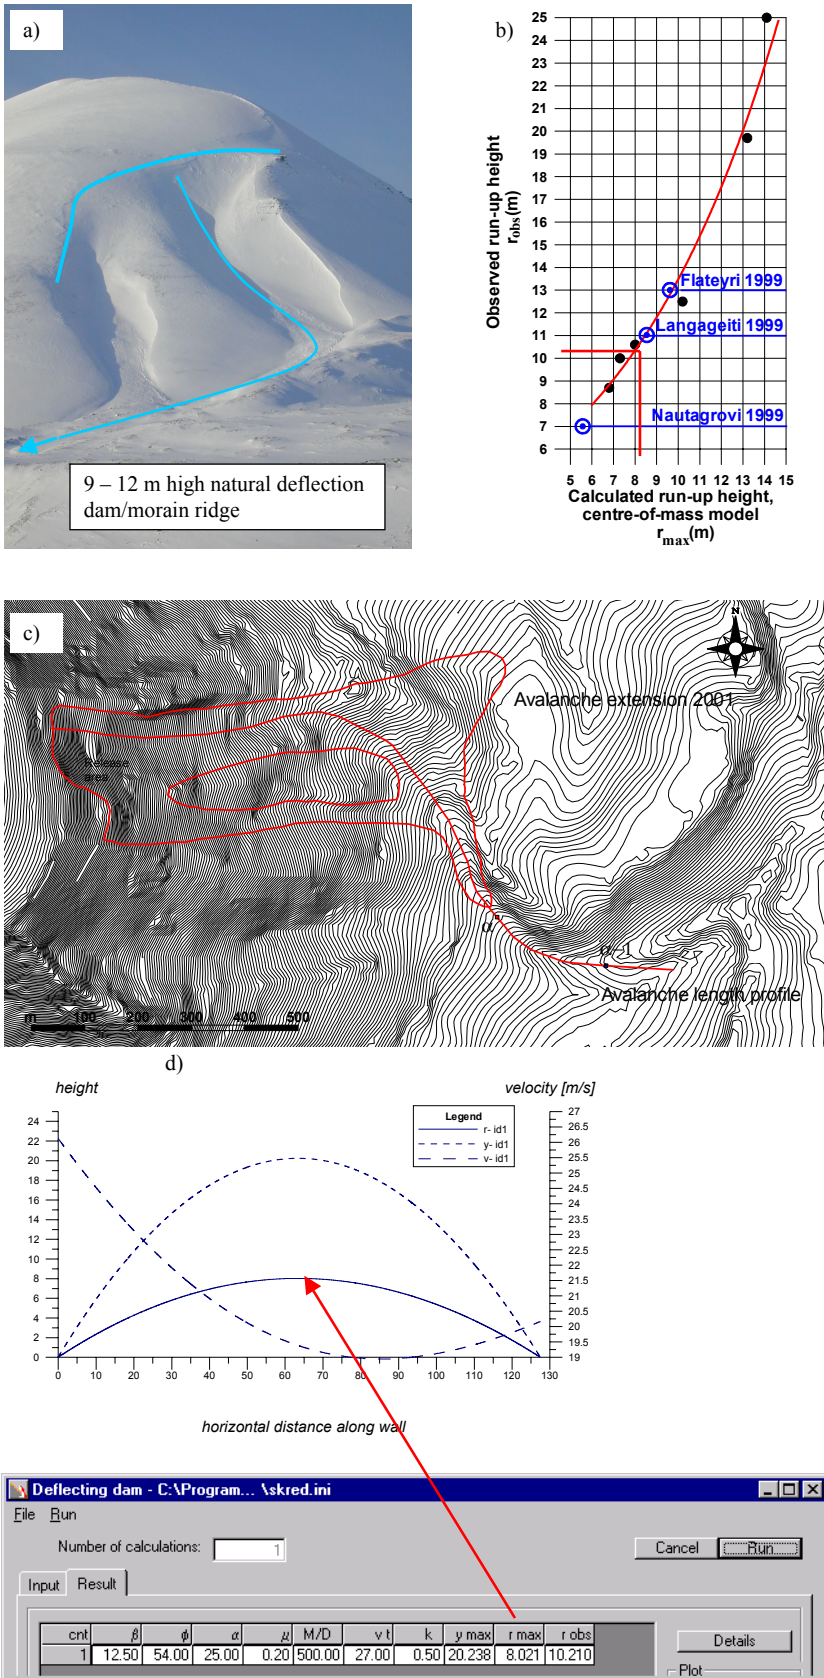 a)
9 – 12 m high natural deflection
dam/morain ridge
b)
25
24
23
22
21
20
19
18
17
16
15
14
13
12
11
10
9
8
7
6
Observed run-up height
r_obs(m)
Flateyri 1999
Langageiti 1999
Nautagrovi 1999
5 6 7 8 9 10 11 12 13 14 15
Calculated run-up height,
centre-of-mass model
r_max(m)
c)
N
Avalanche extension 2001
Release
area
α
α-1
Avalanche length profile
m 100 200 300 400 500
d)
height
velocity [m/s]
24
22
20
18
16
14
12
10
8
6
4
2
0
Legend
r- id1
y- id1
v- id1
27
26.5
26
25.5
25
24.5
24
23.5
23
22.5
22
21.5
21
20.5
20
19.5
19
0 10 20 30 40 50 60 70 80 90 100 110 120 130
horizontal distance along wall
Deflecting dam - C:\Program... \skred.ini
File Run
Number of calculations: 1
Cancel Run
Input Result
cnt β ϕ α μ M/D v t k y max r max r obs
1 12.50 54.00 25.00 0.20 500.00 27.00 0.50 20.238 8.021 10.210
Details
Plot